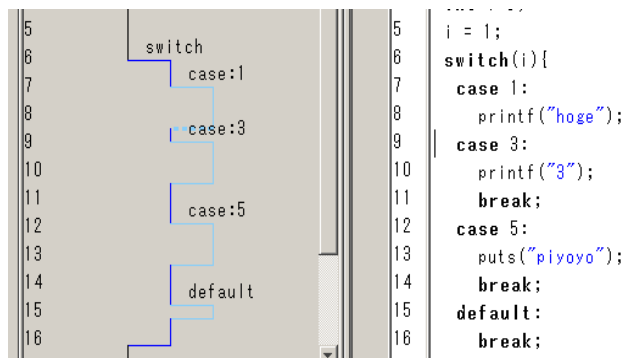 5
6
switch
7
case:1
8
9
case:3
10
11
12
case:5
13
14
default
15
16
5 i = 1;
6 switch(i){
7 case 1:
8 printf("hoge");
9 case 3:
10 printf("3");
11 break;
12 case 5:
13 puts("piyoyo");
14 break;
15 default:
16 break;